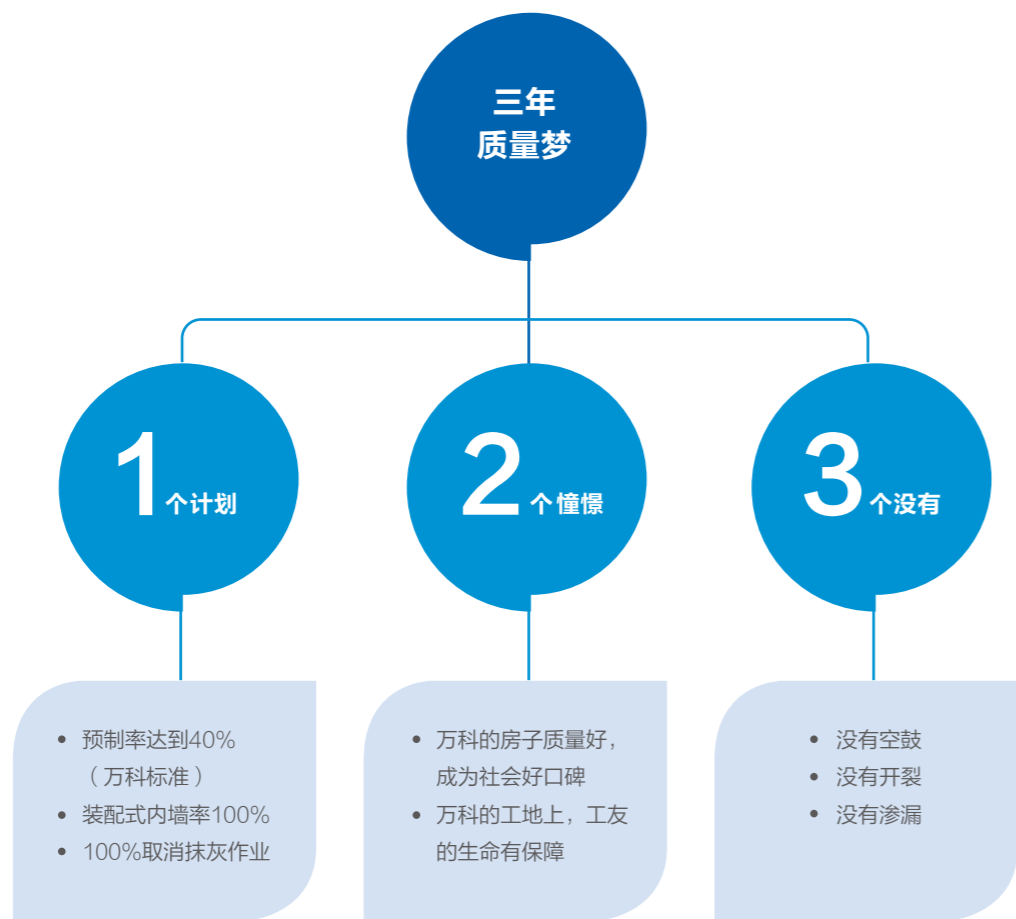 三年
质量梦
1个计划
2个憧憬
3个没有
• 预制率达到40%
（万科标准）
• 装配式内墙率100%
• 100%取消抹灰作业
• 万科的房子质量好，
成为社会好口碑
• 万科的工地上，工友
的生命有保障
• 没有空鼓
• 没有开裂
• 没有渗漏